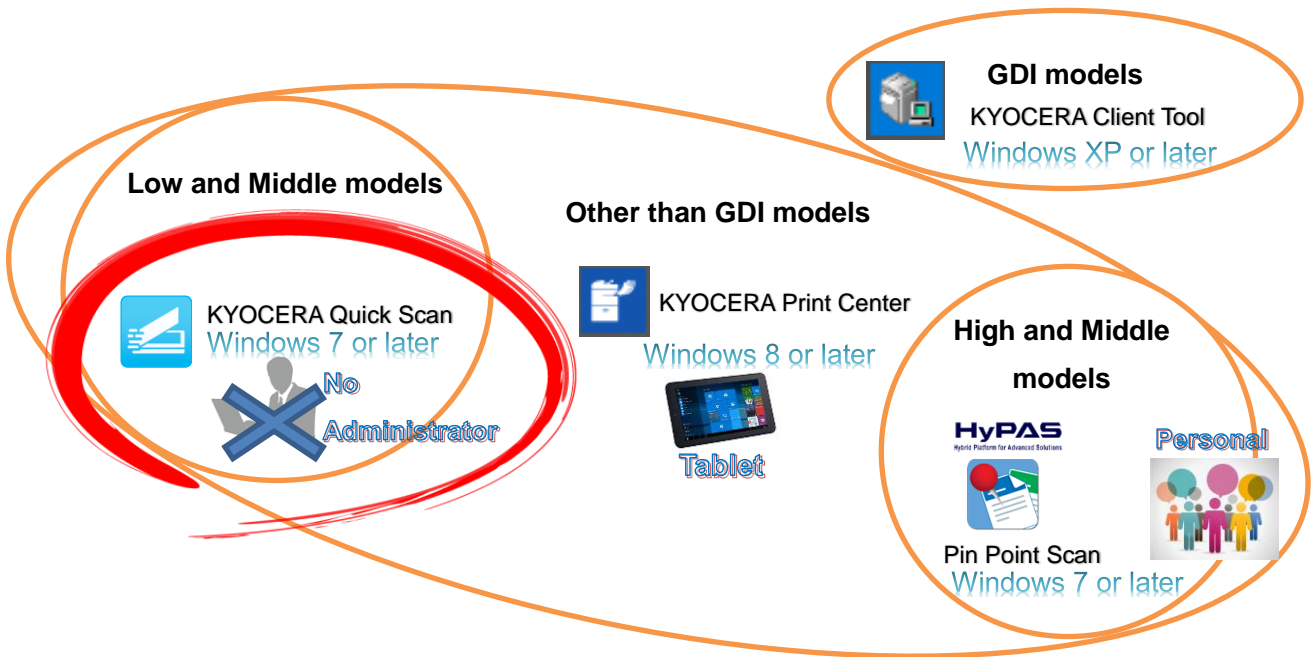 GDI models
KYOCERA Client Tool
Windows XP or later
Low and Middle models
KYOCERA Quick Scan
Windows 7 or later
No
Administrator
Other than GDI models
KYOCERA Print Center
Windows 8 or later
Tablet
High and Middle
models
HyPAS
Hybrid Platform for Advanced Solutions
Personal
Pin Point Scan
Windows 7 or later